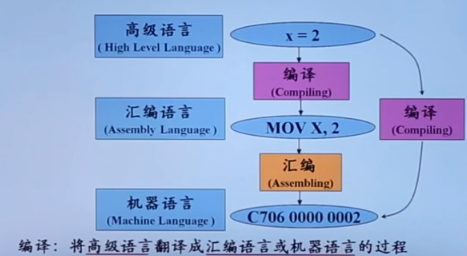 高级语言
( High Level Language )
x = 2
编译
(Compiling)
汇编语言
(Assembly Language )
MOV X, 2
编译
(Compiling)
汇编
(Assembling)
机器语言
(Machine Language )
C706 0000 0002
编译：将高级语言翻译成汇编语言或机器语言的过程